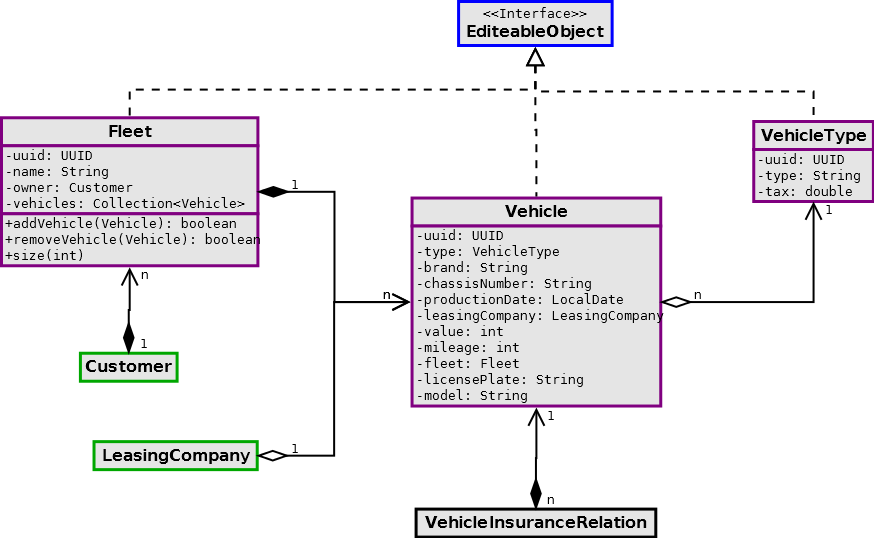 <<Interface>>
EditeableObject
Fleet
-uuid: UUID
-name: String
-owner: Customer
-vehicles: Collection<Vehicle>
+addVehicle(Vehicle): boolean
+removeVehicle(Vehicle): boolean
+size(int)
1
n
1
Customer
LeasingCompany
1
n
Vehicle
-uuid: UUID
-type: VehicleType
-brand: String
-chassisNumber: String
-productionDate: LocalDate
-leasingCompany: LeasingCompany
-value: int
-mileage: int
-fleet: Fleet
-licensePlate: String
-model: String
n
1
VehicleType
-uuid: UUID
-type: String
-tax: double
1
n
VehicleInsuranceRelation